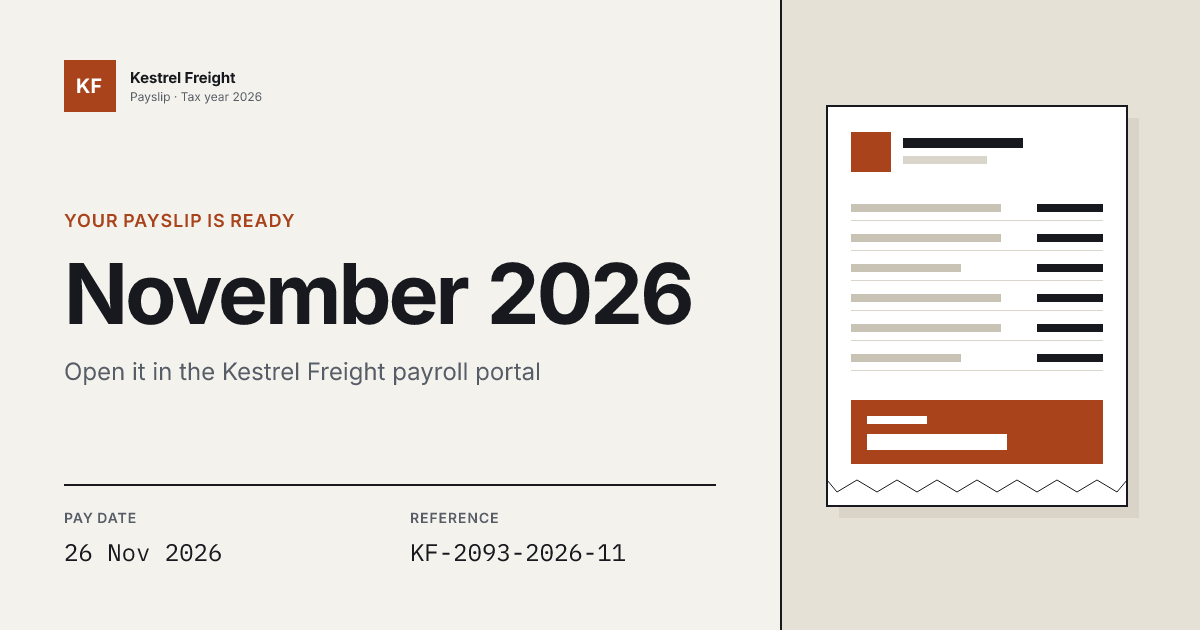 KF
Kestrel Freight
Payslip · Tax year 2026
YOUR PAYSLIP IS READY
November 2026
Open it in the Kestrel Freight payroll portal
PAY DATE
26 Nov 2026
REFERENCE
KF-2093-2026-11